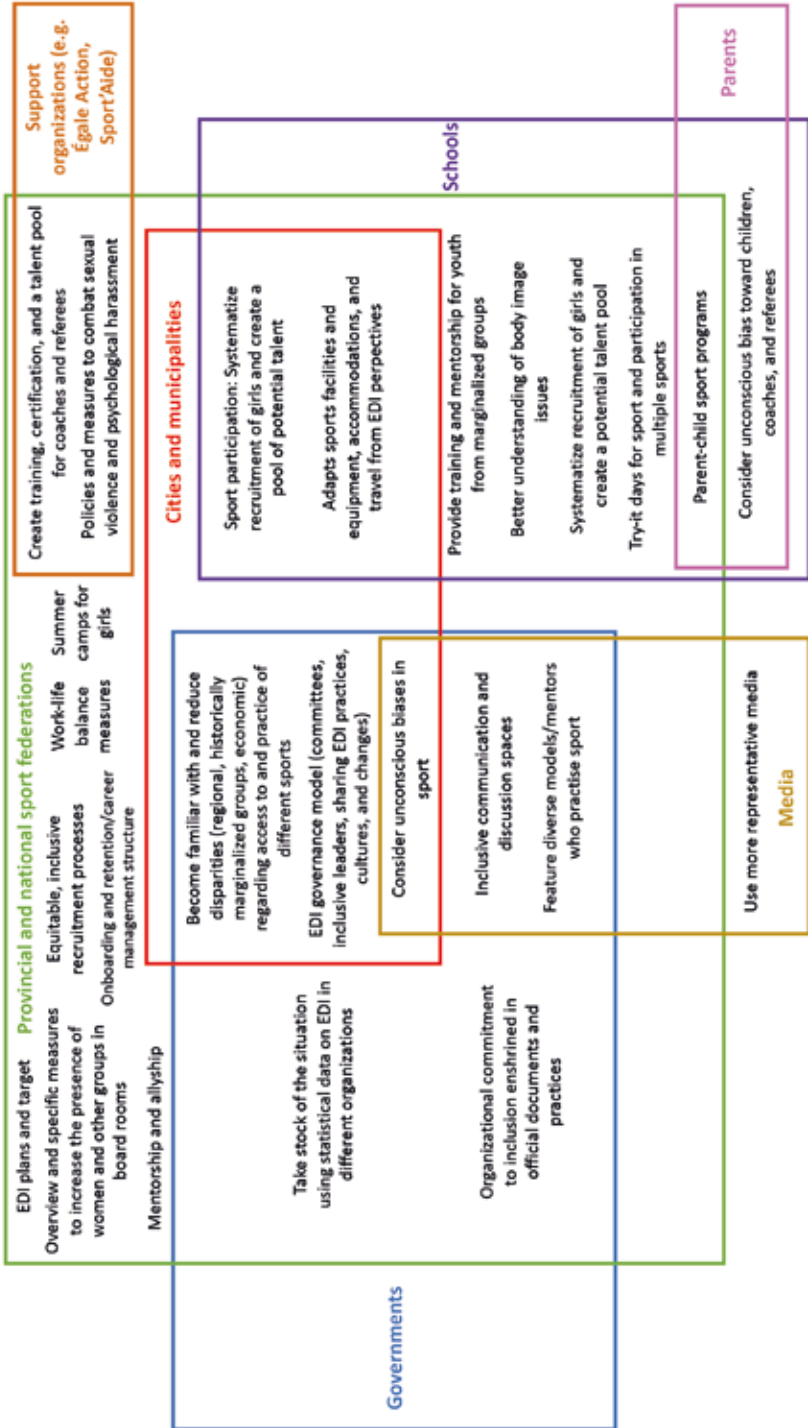 Provincial and national sport federations
EDI plans and target
Overview and specific measures
to increase the presence of
women and other groups in
board rooms
Mentorship and allyship
Equitable, inclusive
recruitment processes
Onboarding and retention/career
management structure
Work-life
balance
measures
Summer
camps for
girls
Create training, certification, and a talent pool
for coaches and referees
Policies and measures to combat sexual
violence and psychological harassment
Support
organizations (e.g.
Égale Action,
Sport'Aide)
Cities and municipalities
Become familiar with and reduce
disparities (regional, historically
marginalized groups, economic)
regarding access to and practice of
different sports
EDI governance model (committees,
inclusive leaders, sharing EDI practices,
cultures, and changes)
Consider unconscious biases in
sport
Sport participation: Systematize
recruitment of girls and create a
pool of potential talent
Adapts sports facilities and
equipment, accommodations, and
travel from EDI perpectives
Schools
Governments
Take stock of the situation
using statistical data on EDI in
different organizations
Organizational commitment
to inclusion enshrined in
official documents and
practices
Inclusive communication and
discussion spaces
Feature diverse models/mentors
who practise sport
Provide training and mentorship for youth
from marginalized groups
Better understanding of body image
issues
Systematize recruitment of girls and
create a potential talent pool
Try-it days for sport and participation in
multiple sports
Parent-child sport programs
Consider unconscious bias toward children,
coaches, and referees
Parents
Use more representative media
Media